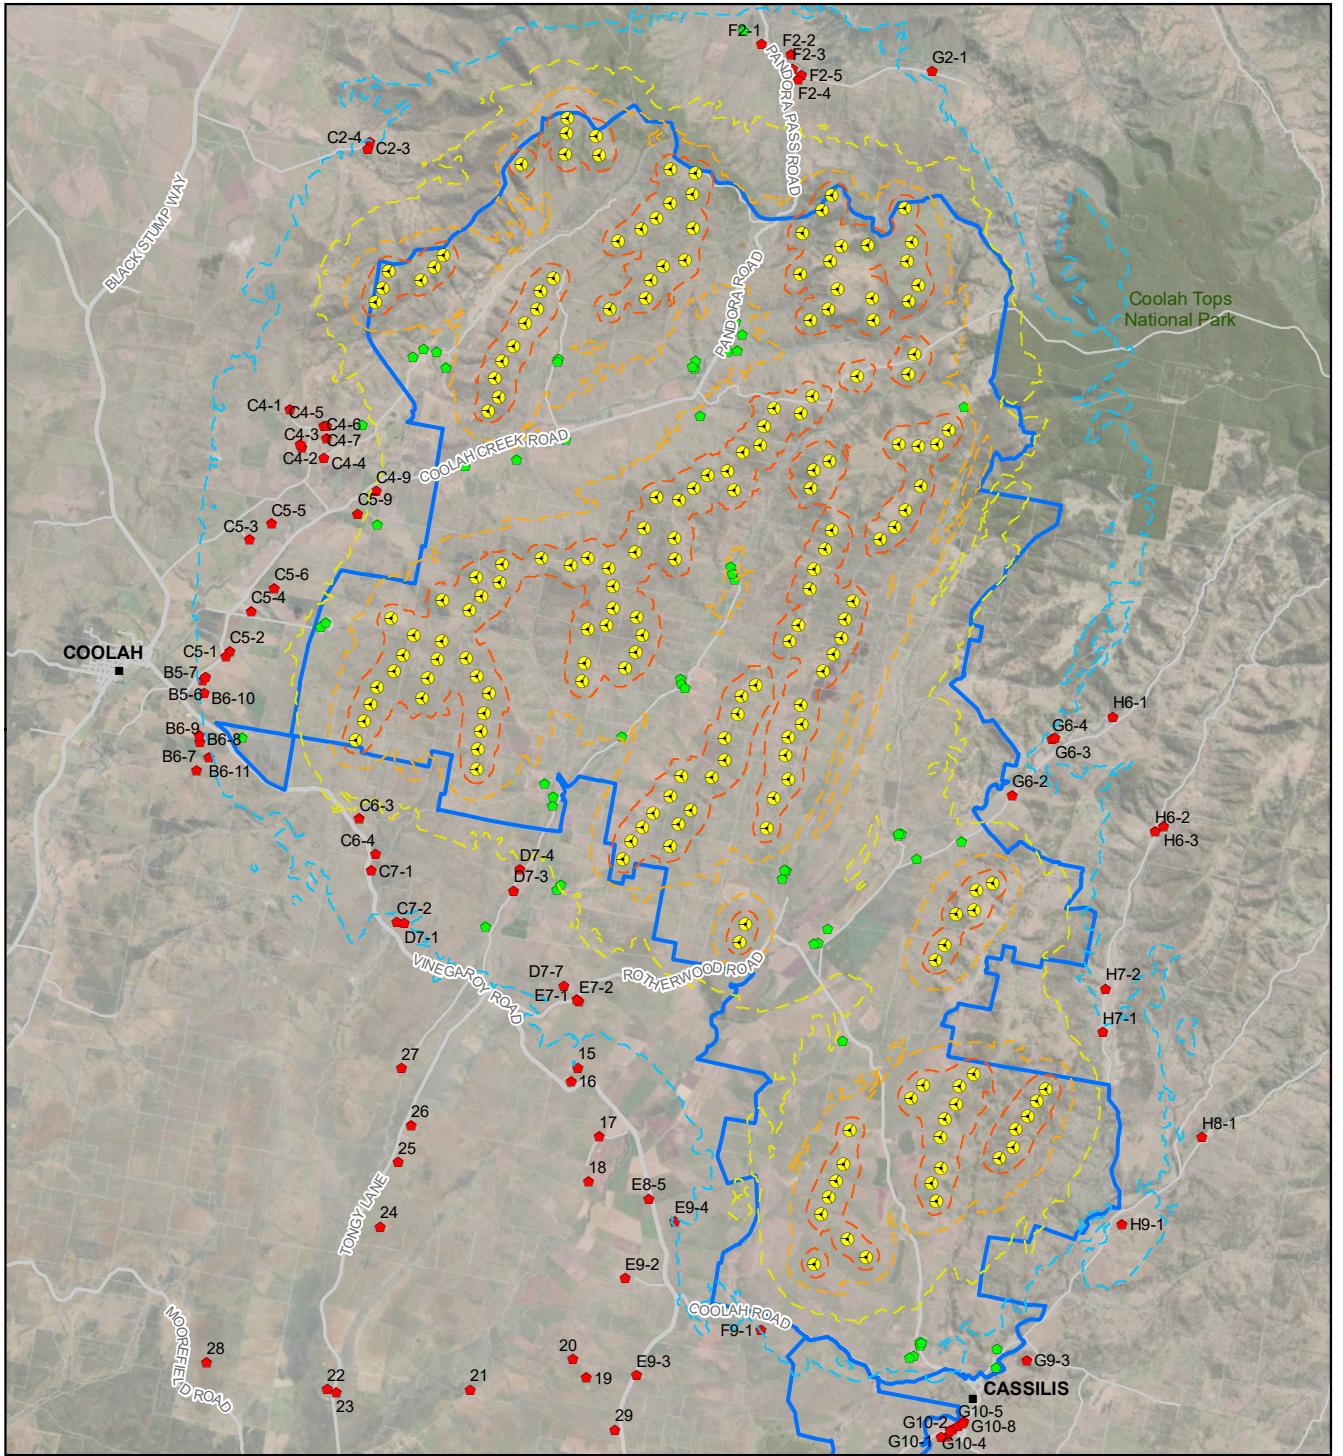 F2-1
F2-2
F2-3
F2-5
F2-4
G2-1
PANDORA PASS ROAD
C2-4
C2-3
BLACK STUMP WAY
PANDORA ROAD
Coolah Tops
National Park
C4-1
C4-5
C4-6
C4-3
C4-7
C4-2
C4-4
COOLAH CREEK ROAD
C4-9
C5-9
C5-5
C5-3
C5-6
C5-4
COOLAH
C5-2
C5-1
B5-7
B5-6
B6-10
B6-9
B6-8
B6-7
B6-11
H6-1
G6-4
G6-3
G6-2
C6-3
C6-4
C7-1
H6-2
H6-3
D7-4
D7-3
C7-2
D7-1
VINEGAROY ROAD
ROTHERWOOD ROAD
D7-7
E7-2
E7-1
H7-2
H7-1
27
15
16
26
17
25
18
H8-1
TONGY LANE
E8-5
E9-4
24
H9-1
E9-2
COOLAH ROAD
F9-1
MOOREFIELD ROAD
28
20
E9-3
G9-3
22
23
21
19
CASSILIS
29
G10-5
G10-2
G10-8
G10-1
G10-4